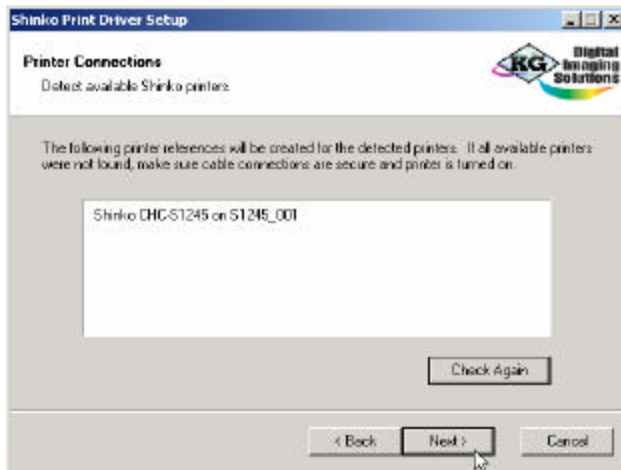 Shinko Print Driver Setup
Printer Connections
Detect available Shinko printers.
KG Digital
Imaging
Solutions
The following printer references will be created for the detected printers. If all available printers
were not found, make sure cable connections are secure and printer is turned on.
Shinko CHC-S1245 on S1245_001
Check Again
< Back Next > Cancel